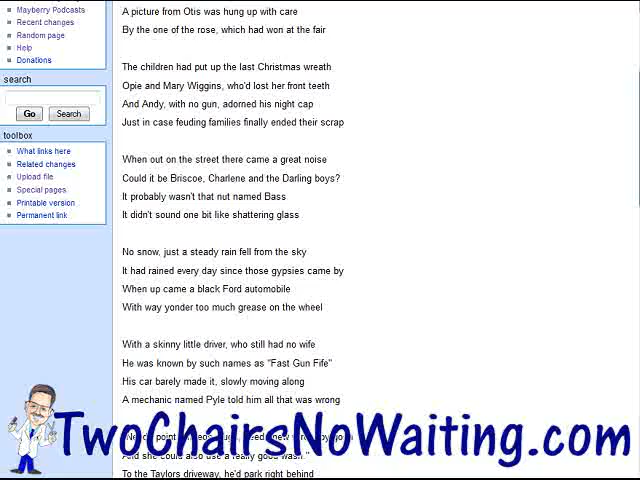 Mayberry Podcasts
Recent changes
Random page
Help
Donations
search
Go Search
toolbox
What links here
Related changes
Upload file
Special pages
Printable version
Permanent link
A picture from Otis was hung up with care
By the one of the rose, which had won at the fair
The children had put up the last Christmas wreath
Opie and Mary Wiggins, who'd lost her front teeth
And Andy, with no gun, adorned his night cap
Just in case feuding families finally ended their scrap
When out on the street there came a great noise
Could it be Briscoe, Charlene and the Darling boys?
It probably wasn't that nut named Bass
It didn't sound one bit like shattering glass
No snow, just a steady rain fell from the sky
It had rained every day since those gypsies came by
When up came a black Ford automobile
With way yonder too much grease on the wheel
With a skinny little driver, who still had no wife
He was known by such names as "Fast Gun Fife"
His car barely made it, slowly moving along
A mechanic named Pyle told him all that was wrong
point
And she could also use a really good wash."
To the Taylors driveway, he'd park right behind
TwoChairsNoWaiting.com